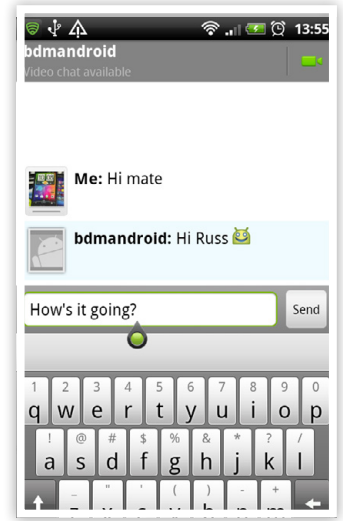 13:55
bdmandroid
Video chat available
Me: Hi mate
bdmandroid: Hi Russ
How's it going?
Send
1 2 3 4 5 6 7 8 9 0
q w e r t y u i o p
! @ # $ % & * ? /
a s d f g h j k l
_ " ' ( ) - +